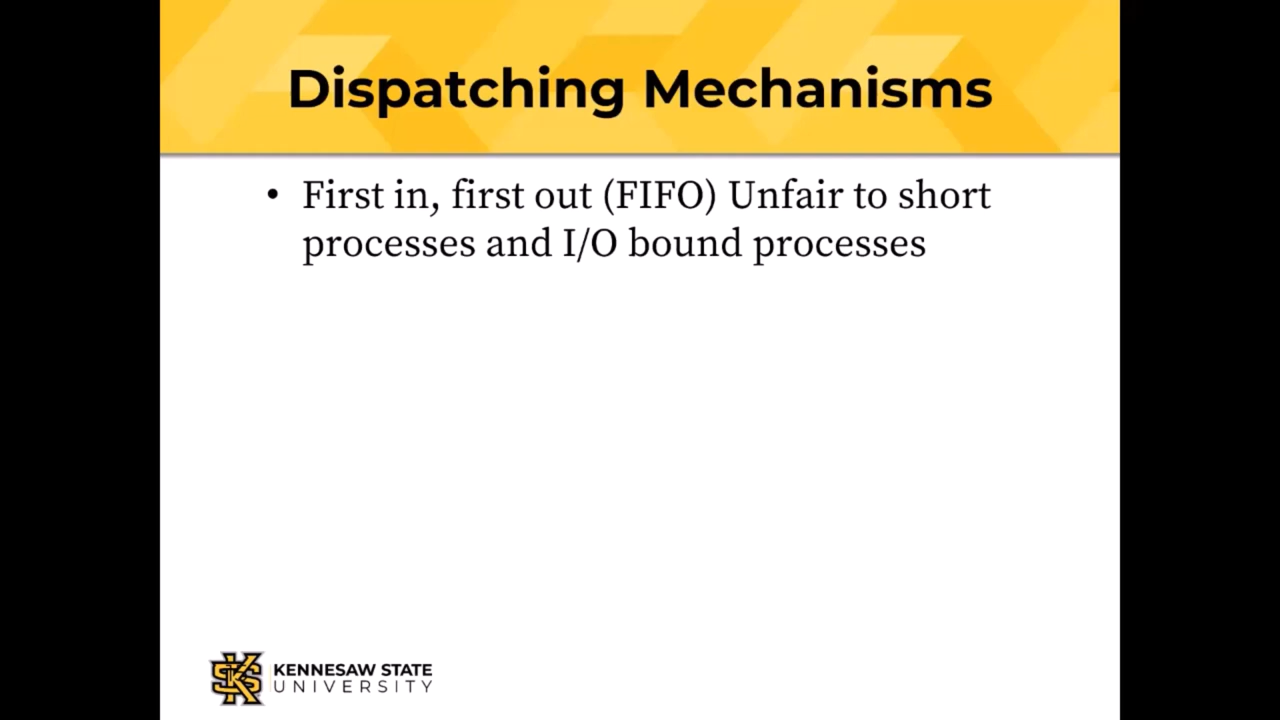 Dispatching Mechanisms
• First in, first out (FIFO) Unfair to short
processes and I/O bound processes
KENNESAW STATE
UNIVERSITY